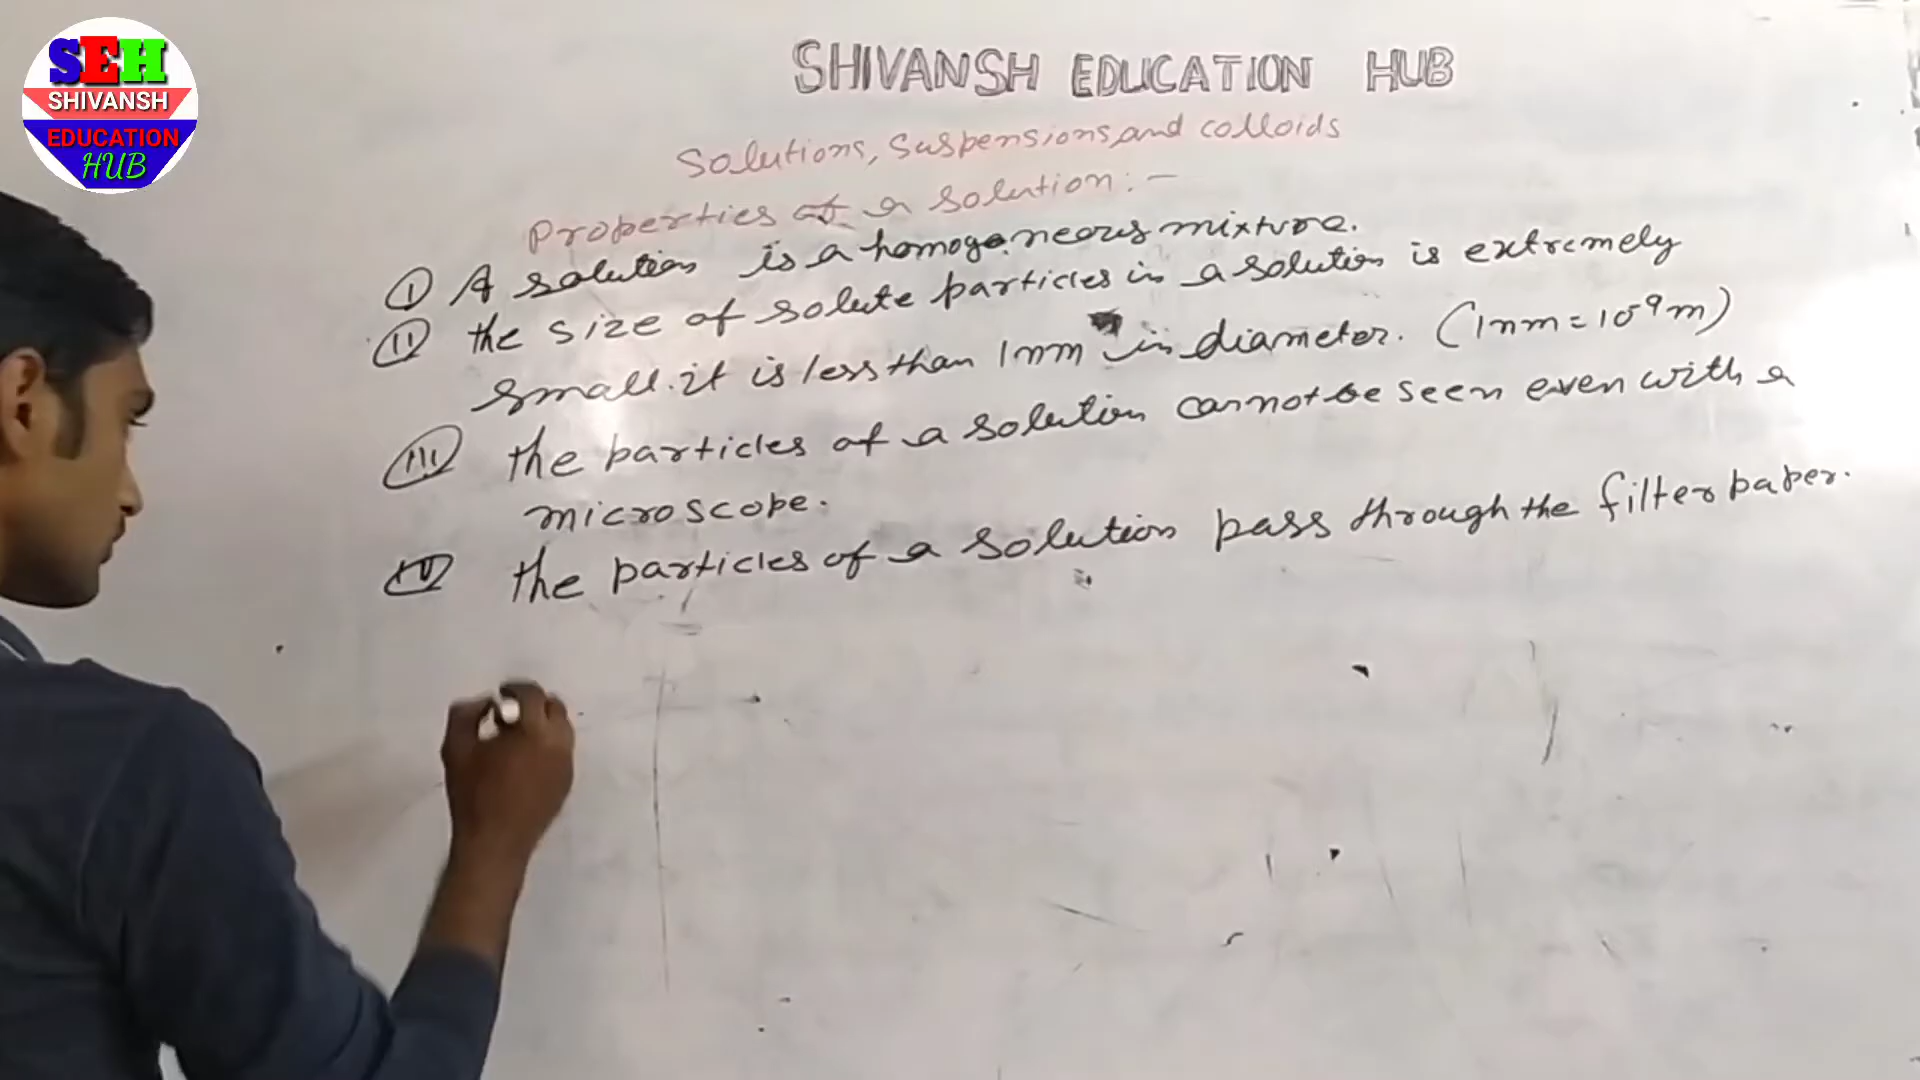 SEH
SHIVANSH
EDUCATION
HUB
SHIVANSH EDUCATION HUB
Solutions, Suspensions, and colloids
Properties of a solution:-
(I) A solution is a homogeneous mixture.
(II) the size of solute particles in a solution is extremely
small. it is less than 1nm in diameter. (1nm=10⁻⁹m)
(III) the particles of a solution cannot be seen even with a
microscope.
(IV) the particles of a solution pass through the filter paper.